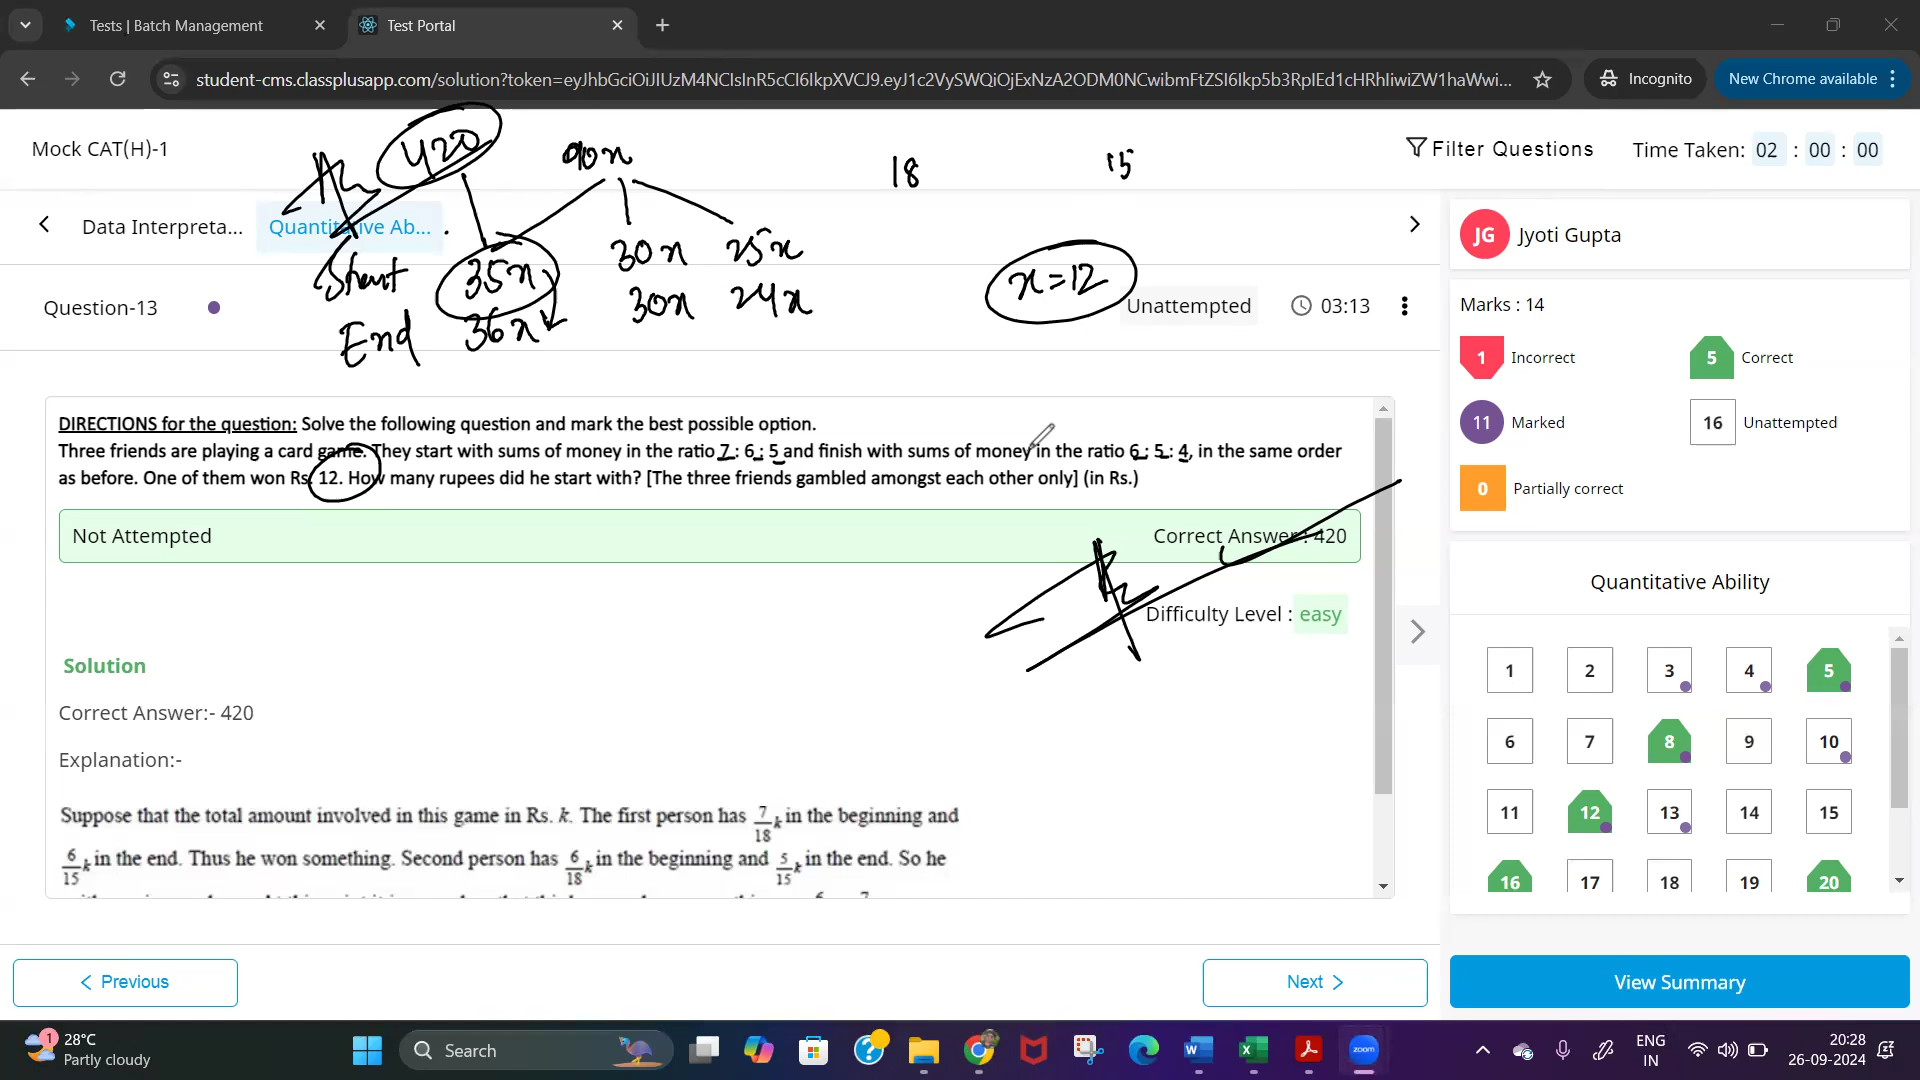 Tests | Batch Management
Test Portal
student-cms.classplusapp.com/solution?token=eyJhbGciOiJIUzM4NCIsInR5cCI6IkpXVCJ9.eyJ1c2VySWQiOjExNzA2ODM0NCwibmFtZSI6Ikp5b3RpIEd1cHRhIiwiZW1haWwi...
Incognito
New Chrome available
Mock CAT(H)-1
420
90x
18
15
Filter Questions
Time Taken: 02 : 00 : 00
Data Interpreta...
Quantitative Ab...
Start 35x 30x 25x
End 36x 30x 24x
x=12
Question-13
Unattempted
03:13
DIRECTIONS for the question: Solve the following question and mark the best possible option.
Three friends are playing a card game. They start with sums of money in the ratio 7 : 6 : 5 and finish with sums of money in the ratio 6 : 5 : 4, in the same order
as before. One of them won Rs. 12. How many rupees did he start with? [The three friends gambled amongst each other only] (in Rs.)
Not Attempted
Correct Answer : 420
Difficulty Level : easy
Solution
Correct Answer:- 420
Explanation:-
Suppose that the total amount involved in this game in Rs. k. The first person has 7/18 k in the beginning and
6/15 k in the end. Thus he won something. Second person has 6/18 k in the beginning and 5/15 k in the end. So he
Previous
Next
JG
Jyoti Gupta
Marks : 14
1 Incorrect
5 Correct
11 Marked
16 Unattempted
0 Partially correct
Quantitative Ability
1 2 3 4 5
6 7 8 9 10
11 12 13 14 15
16 17 18 19 20
View Summary
1
28°C
Partly cloudy
Search
zoom
ENG
IN
20:28
26-09-2024